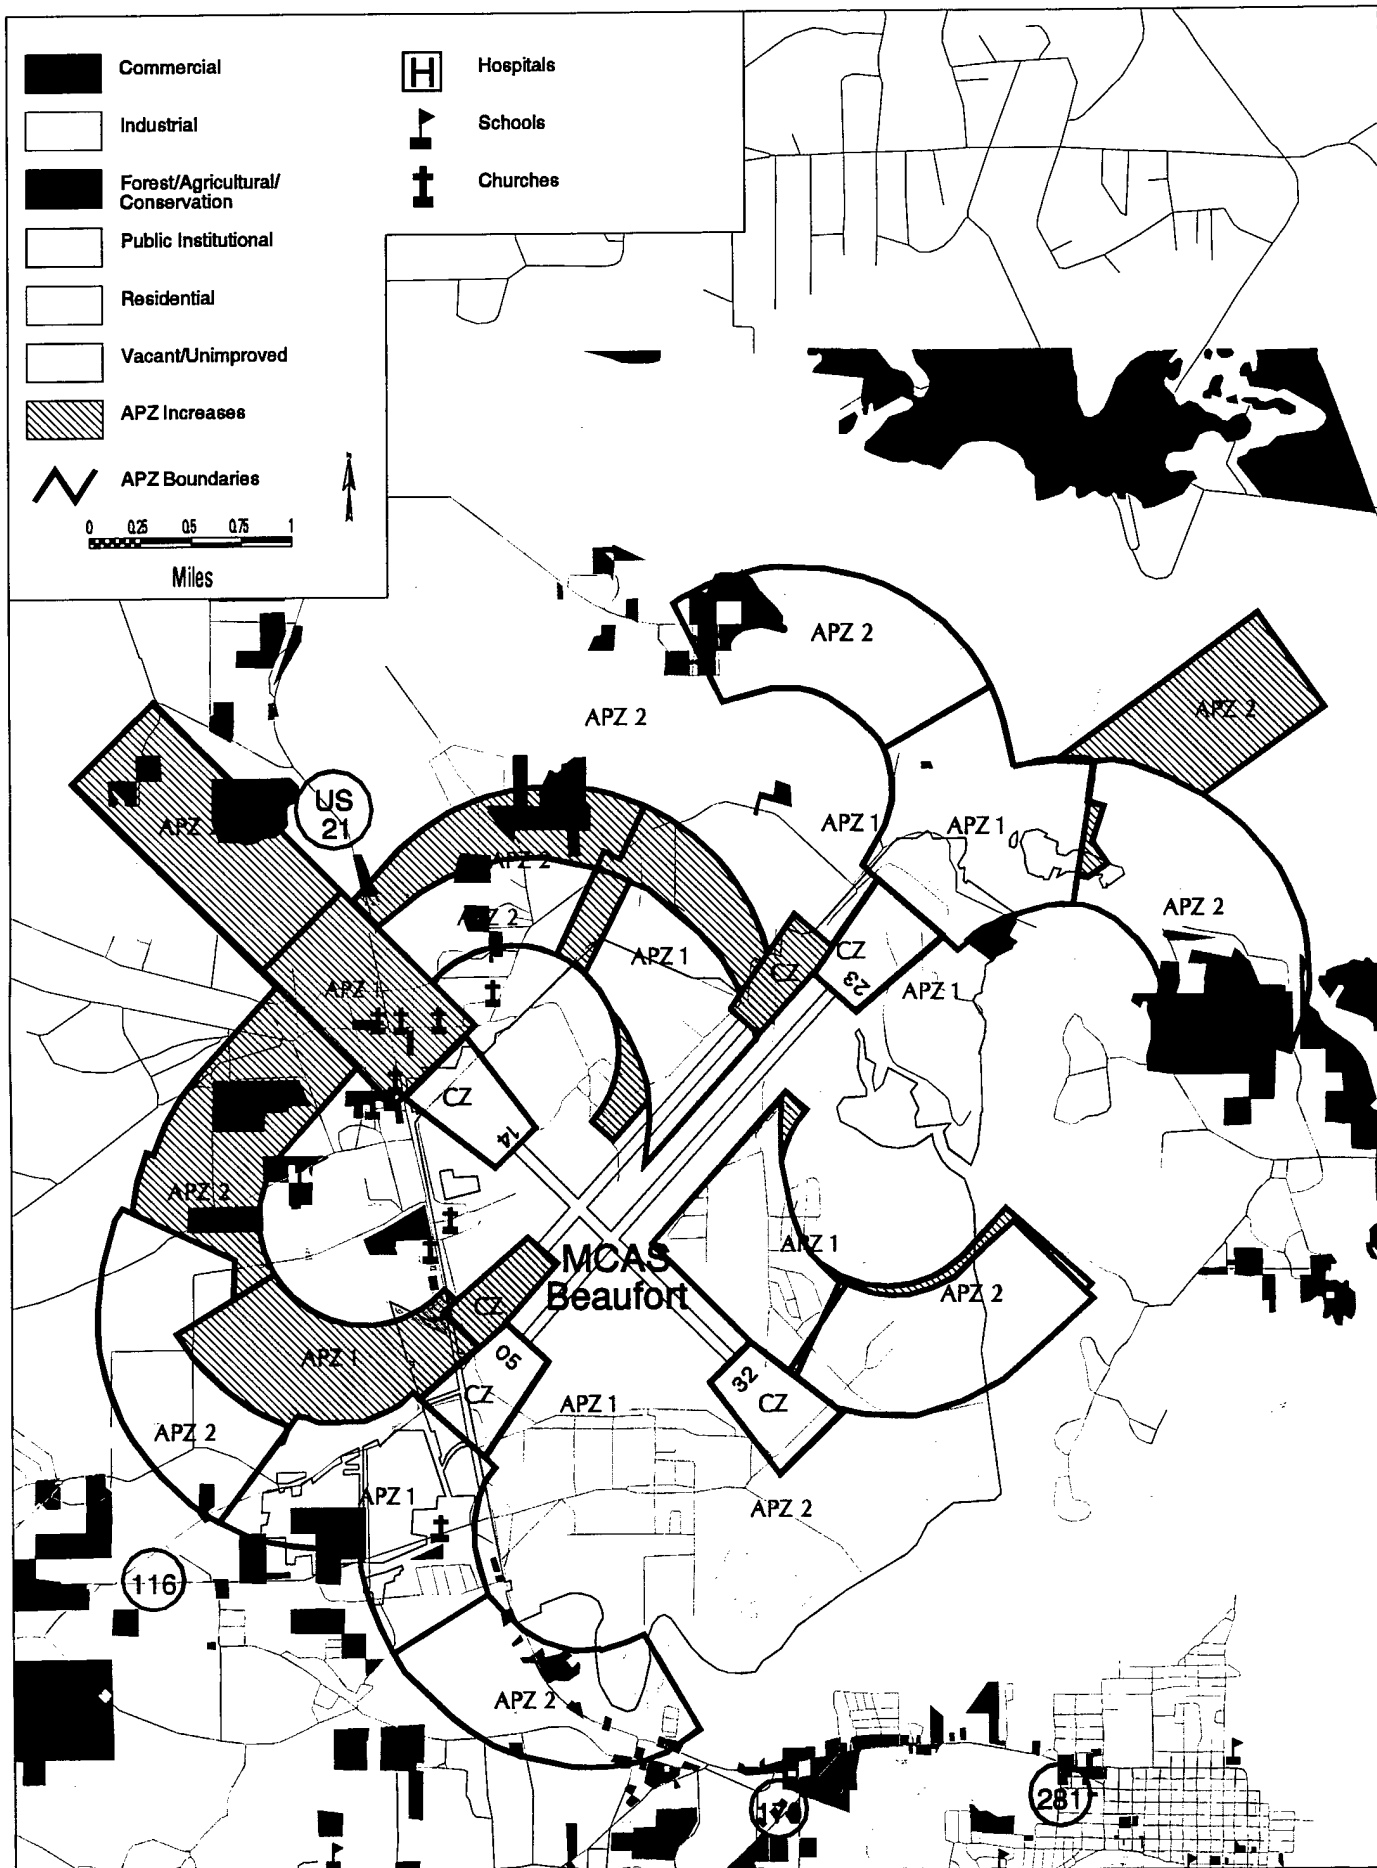 Commercial
Industrial
Forest/Agricultural/
Conservation
Public Institutional
Residential
Vacant/Unimproved
APZ Increases
APZ Boundaries
H Hospitals
Schools
Churches
0 0.25 0.5 0.75 1
Miles
APZ 2
APZ 2
APZ 2
US
21
APZ
APZ 1
APZ 1
APZ 2
APZ 2
APZ 2
APZ 1
CZ
CZ
23
APZ 1
APZ 1
CZ
14
APZ 2
APZ 1
MCAS
Beaufort
CZ
APZ 2
05
APZ 1
32
CZ
CZ
APZ 1
APZ 2
APZ 1
APZ 2
116
APZ 2
281